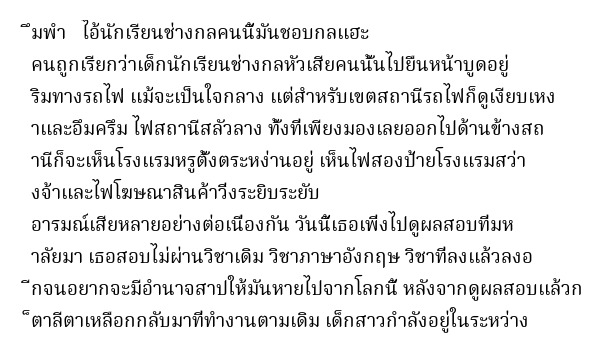 ึมพำ   ไอ้นักเรียนช่างกลคนนี้มันชอบกลแฮะ
คนถูกเรียกว่าเด็กนักเรียนช่างกลหัวเสียคนนั้นไปยืนหน้าบูดอยู่
ริมทางรถไฟ แม้จะเป็นใจกลาง แต่สำหรับเขตสถานีรถไฟก็ดูเงียบเหง
าและอึมครึม ไฟสถานีสลัวลาง ทั้งที่เพียงมองเลยออกไปด้านข้างสถ
านีก็จะเห็นโรงแรมหรูตั้งตระหง่านอยู่ เห็นไฟสองป้ายโรงแรมสว่า
งจ้าและไฟโฆษณาสินค้าวิ่งระยิบระยับ
อารมณ์เสียหลายอย่างต่อเนื่องกัน วันนี้เธอเพิ่งไปดูผลสอบที่มห
าลัยมา เธอสอบไม่ผ่านวิชาเดิม วิชาภาษาอังกฤษ วิชาที่ลงแล้วลงอ
ีกจนอยากจะมีอำนาจสาปให้มันหายไปจากโลกนี้ หลังจากดูผลสอบแล้วก
็ตาลีตาเหลือกกลับมาที่ทำงานตามเดิม เด็กสาวกำลังอยู่ในระหว่าง